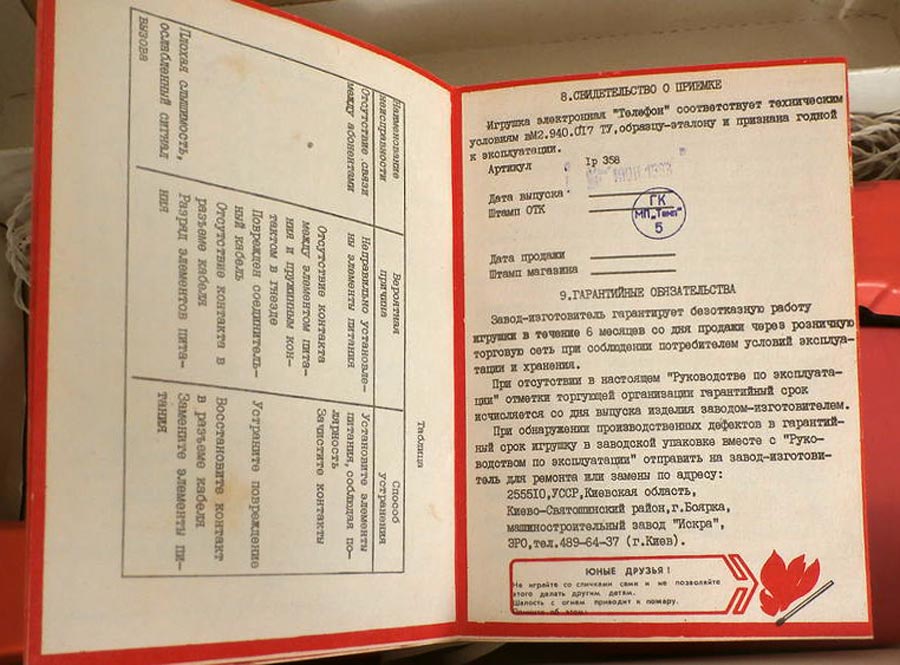 Таблица
Наименование неисправности
Вероятная причина
Способ устранения
Отсутствие связи между абонентами
Неправильно установлены элементы питания
Установите элементы питания, соблюдая полярность
Отсутствие контакта между элементом питания и пружинным контактом в гнезде
Зачистите контакты
Поврежден соединительный кабель
Устраните повреждение
Отсутствие контакта в разъеме кабеля
Восстановите контакт в разъеме кабеля
Плохая слышимость, ослабленный сигнал вызова
Разряд элементов питания
Замените элементы питания
8.СВИДЕТЕЛЬСТВО О ПРИЕМКЕ
Игрушка электронная "Телефон" соответствует техническим
условиям вМ2.940.017 ТУ,образцу-эталону и признана годной
к эксплуатации.
Артикул 1р 358
Дата выпуска
Штамп ОТК
ГК
МП„Темп"
5
Дата продажи
Штамп магазина
9.ГАРАНТИЙНЫЕ ОБЯЗАТЕЛЬСТВА
Завод-изготовитель гарантирует безотказную работу
игрушки в течение 6 месяцев со дня продажи через розничную
торговую сеть при соблюдении потребителем условий эксплуа-
тации и хранения.
При отсутствии в настоящем "Руководстве по эксплуата-
ции" отметки торгующей организации гарантийный срок
исчисляется со дня выпуска изделия заводом-изготовителем.
При обнаружении производственных дефектов в гарантий-
ный срок игрушку в заводской упаковке вместе с "Руко-
водством по эксплуатации" отправить на завод-изготови-
тель для ремонта или замены по адресу:
255510,УССР,Киевская область,
Киево-Святошинский район,г.Боярка,
машиностроительный завод "Искра",
ЭРО,тел.489-64-37 (г.Киев).
ЮНЫЕ ДРУЗЬЯ!
Не играйте со спичками сами и не позволяйте
этого делать другим детям.
Шалость с огнем приводит к пожару.
Помните об этом!